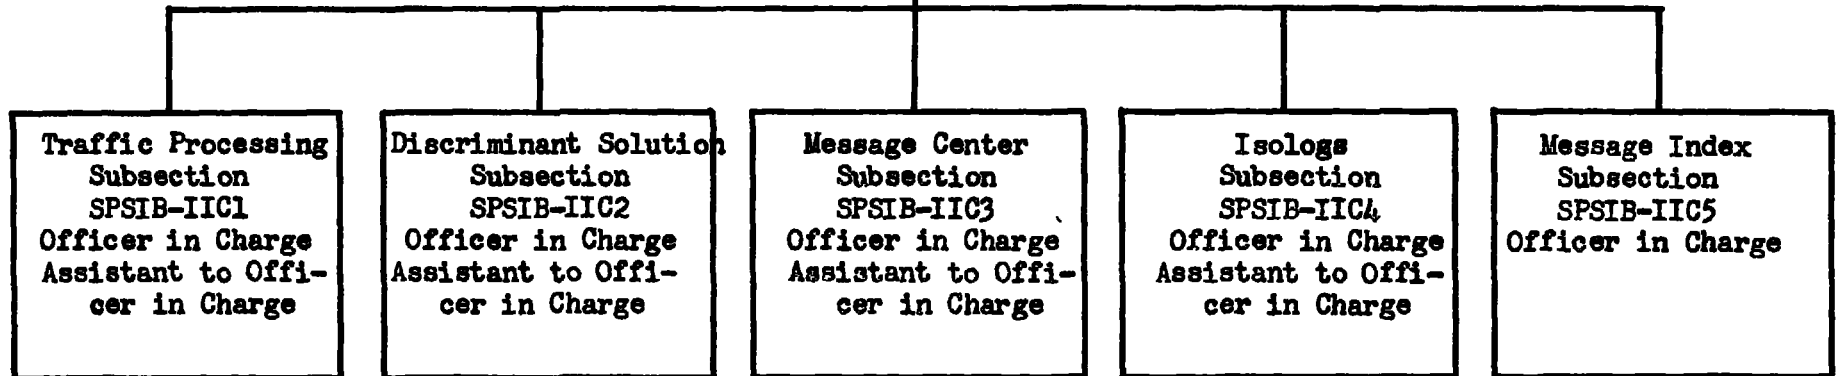 Traffic Processing
Subsection
SPSIB-IIC1
Officer in Charge
Assistant to Offi-
cer in Charge
Discriminant Solution
Subsection
SPSIB-IIC2
Officer in Charge
Assistant to Offi-
cer in Charge
Message Center
Subsection
SPSIB-IIC3
Officer in Charge
Assistant to Offi-
cer in Charge
Isologs
Subsection
SPSIB-IIC4
Officer in Charge
Assistant to Offi-
cer in Charge
Message Index
Subsection
SPSIB-IIC5
Officer in Charge